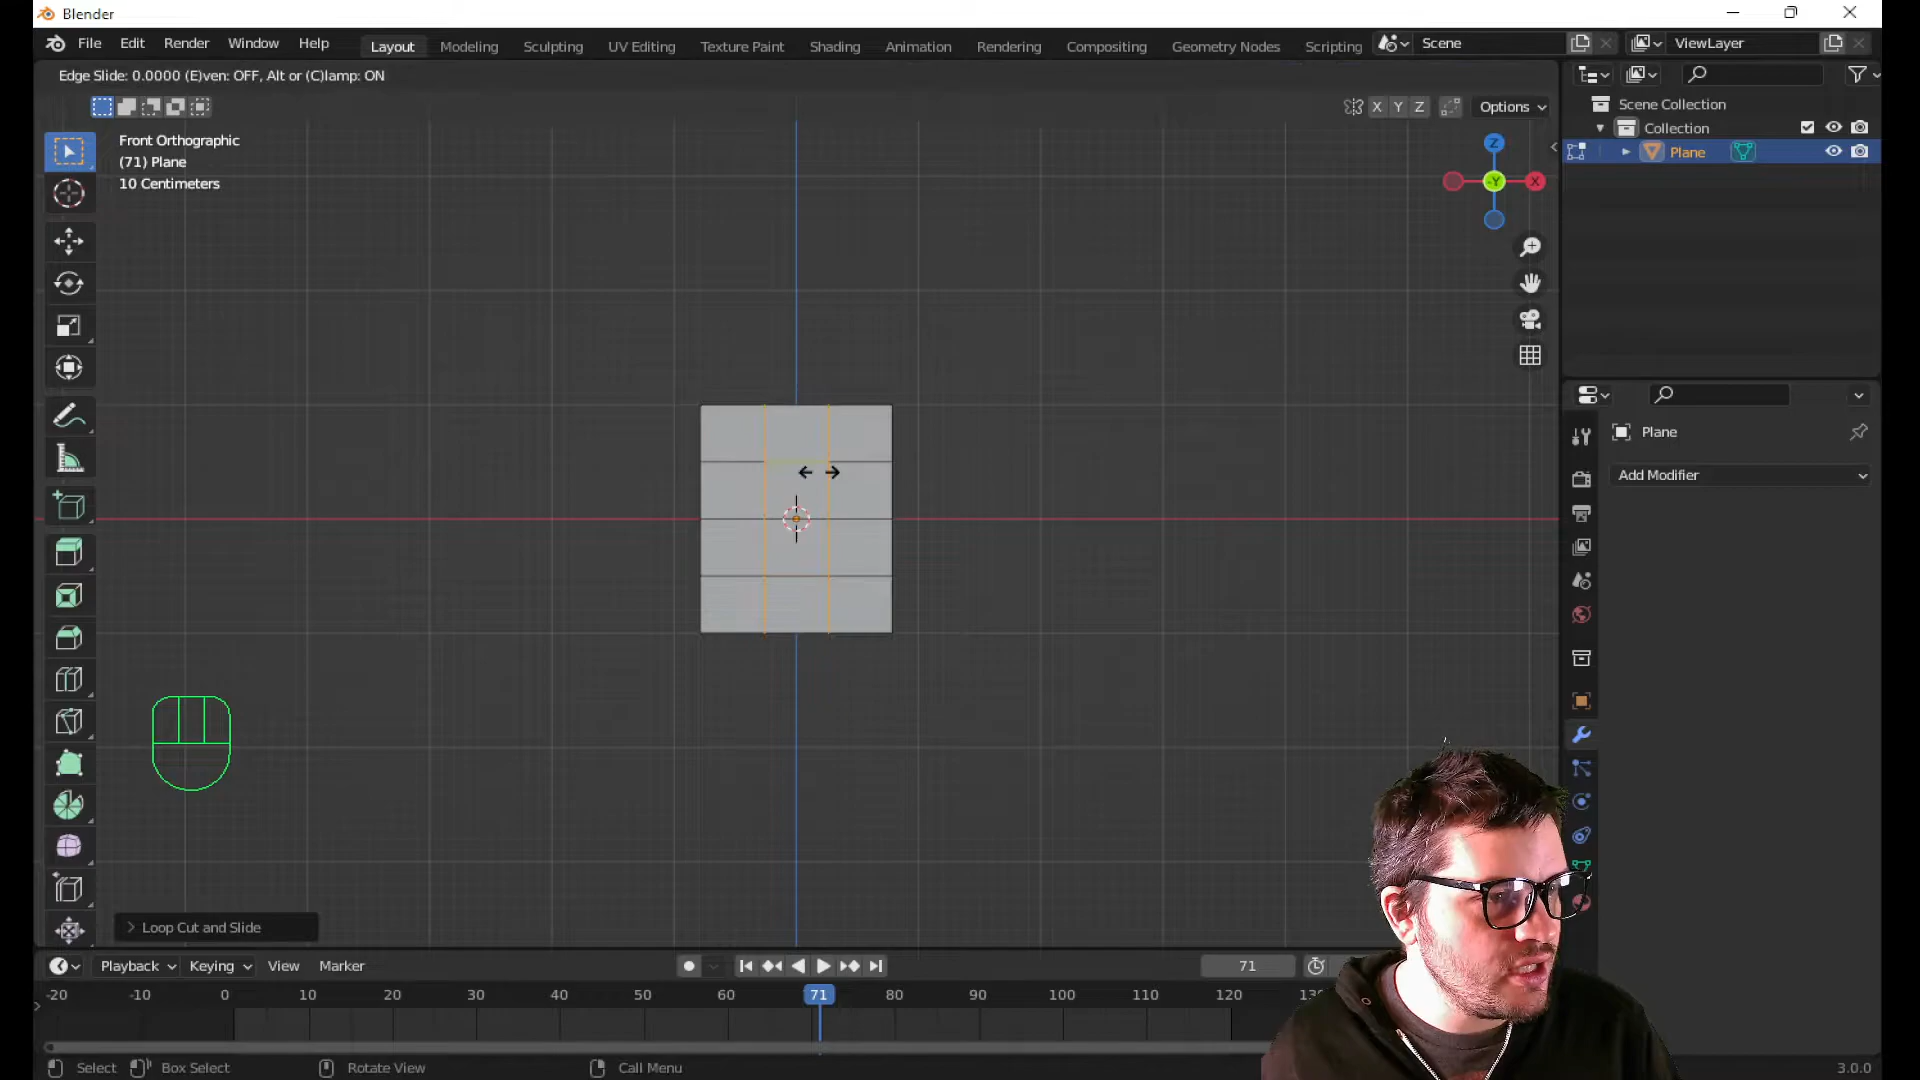 Blender
File Edit Render Window Help Layout Modeling Sculpting UV Editing Texture Paint Shading Animation Rendering Compositing Geometry Nodes Scripting Scene ViewLayer
Edge Slide: 0.0000 (E)ven: OFF, Alt or (C)lamp: ON
X Y Z Options
Scene Collection
Collection
Plane
Front Orthographic
(71) Plane
10 Centimeters
Z
-Y
X
Plane
Add Modifier
Loop Cut and Slide
Playback Keying View Marker 71
-20 -10 0 10 20 30 40 50 60 71 80 90 100 110 120
Select Box Select Rotate View Call Menu 3.0.0